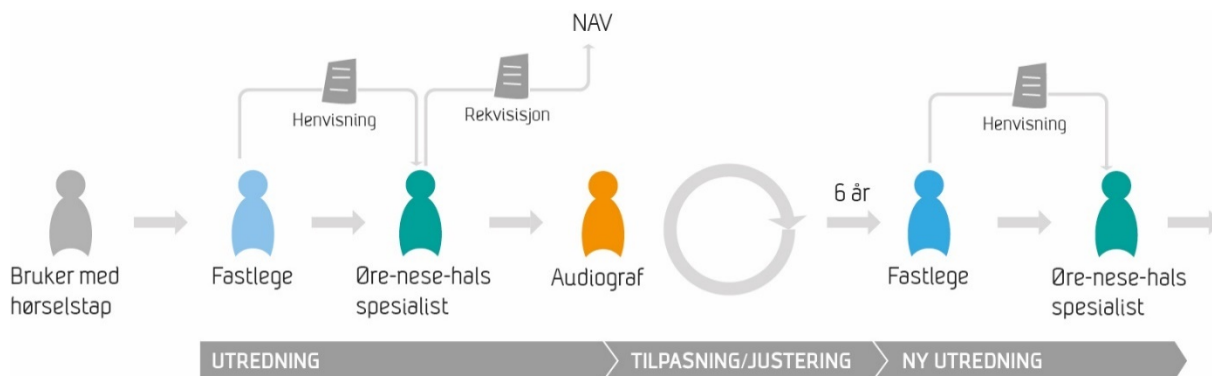 NAV
Henvisning
Rekvisisjon
Henvisning
6 år
Bruker med
hørselstap
Fastlege
Øre-nese-hals
spesialist
Audiograf
Fastlege
Øre-nese-hals
spesialist
UTREDNING
TILPASNING/JUSTERING
NY UTREDNING